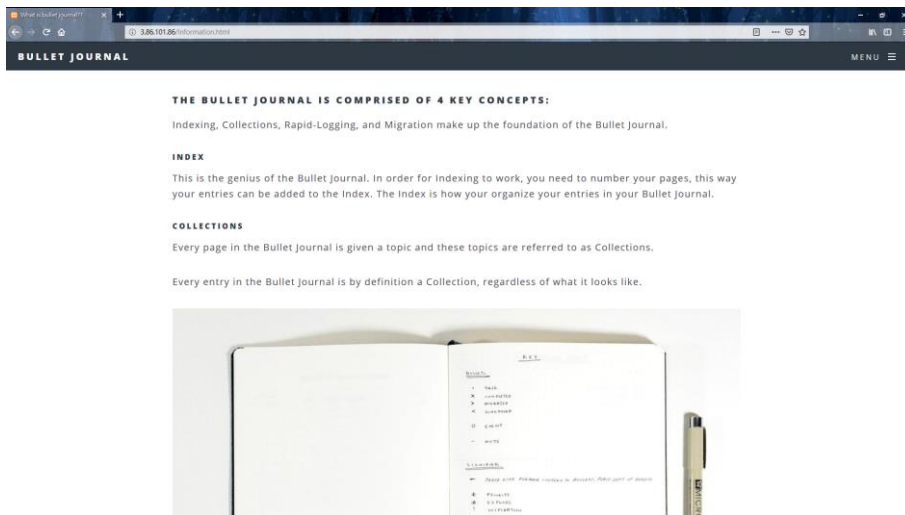 What is bullet journal??
3.86.101.86/information.html
BULLET JOURNAL
MENU
THE BULLET JOURNAL IS COMPRISED OF 4 KEY CONCEPTS:
Indexing, Collections, Rapid-Logging, and Migration make up the foundation of the Bullet Journal.
INDEX
This is the genius of the Bullet Journal. In order for Indexing to work, you need to number your pages, this way
your entries can be added to the Index. The Index is how your organize your entries in your Bullet Journal.
COLLECTIONS
Every page in the Bullet Journal is given a topic and these topics are referred to as Collections.
Every entry in the Bullet Journal is by definition a Collection, regardless of what it looks like.
KEY
BULLETS
TASK
COMPLETED
MIGRATED
SCHEDULED
EVENT
NOTE
SIGNIFIERS
PRIORITY
EXPLORE
INSPIRATION
MICRON